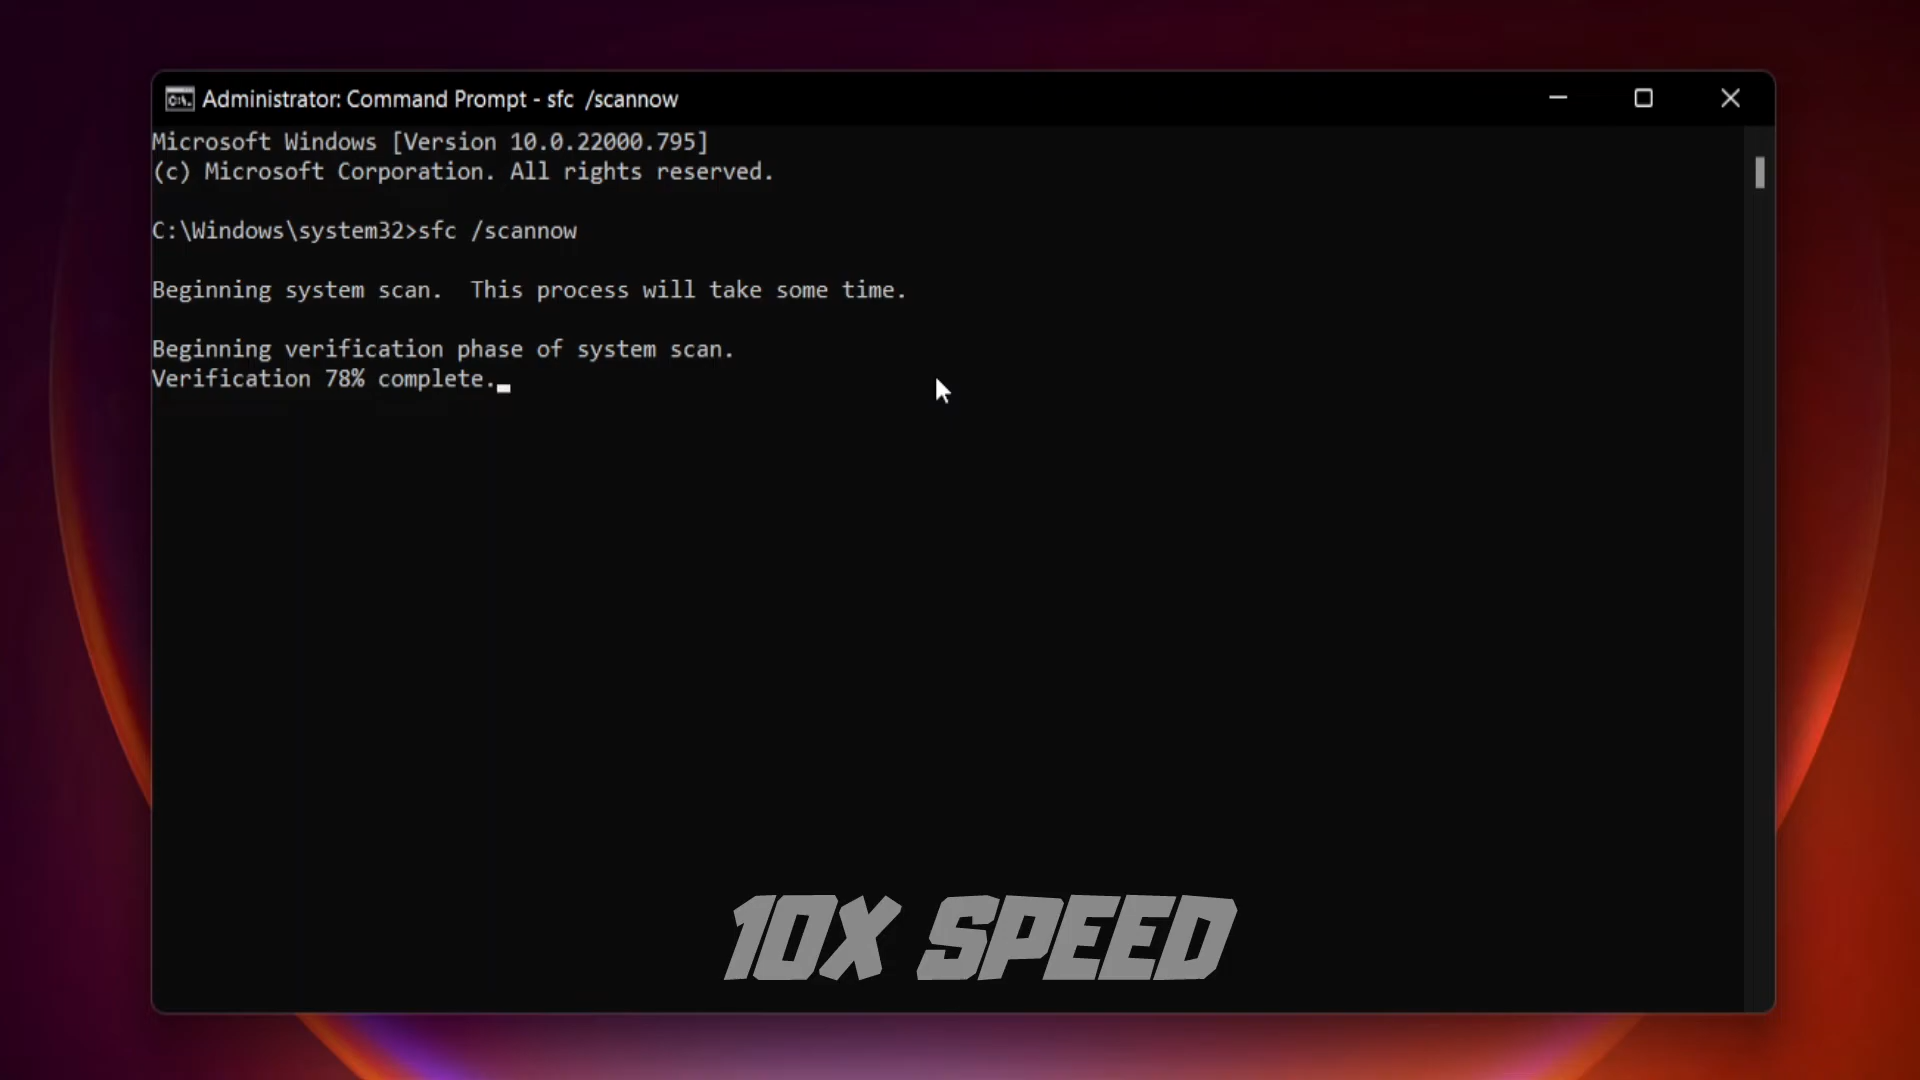 Administrator: Command Prompt - sfc  /scannow
Microsoft Windows [Version 10.0.22000.795]
(c) Microsoft Corporation. All rights reserved.
C:\Windows\system32>sfc /scannow
Beginning system scan.  This process will take some time.
Beginning verification phase of system scan.
Verification 78% complete.
10X SPEED